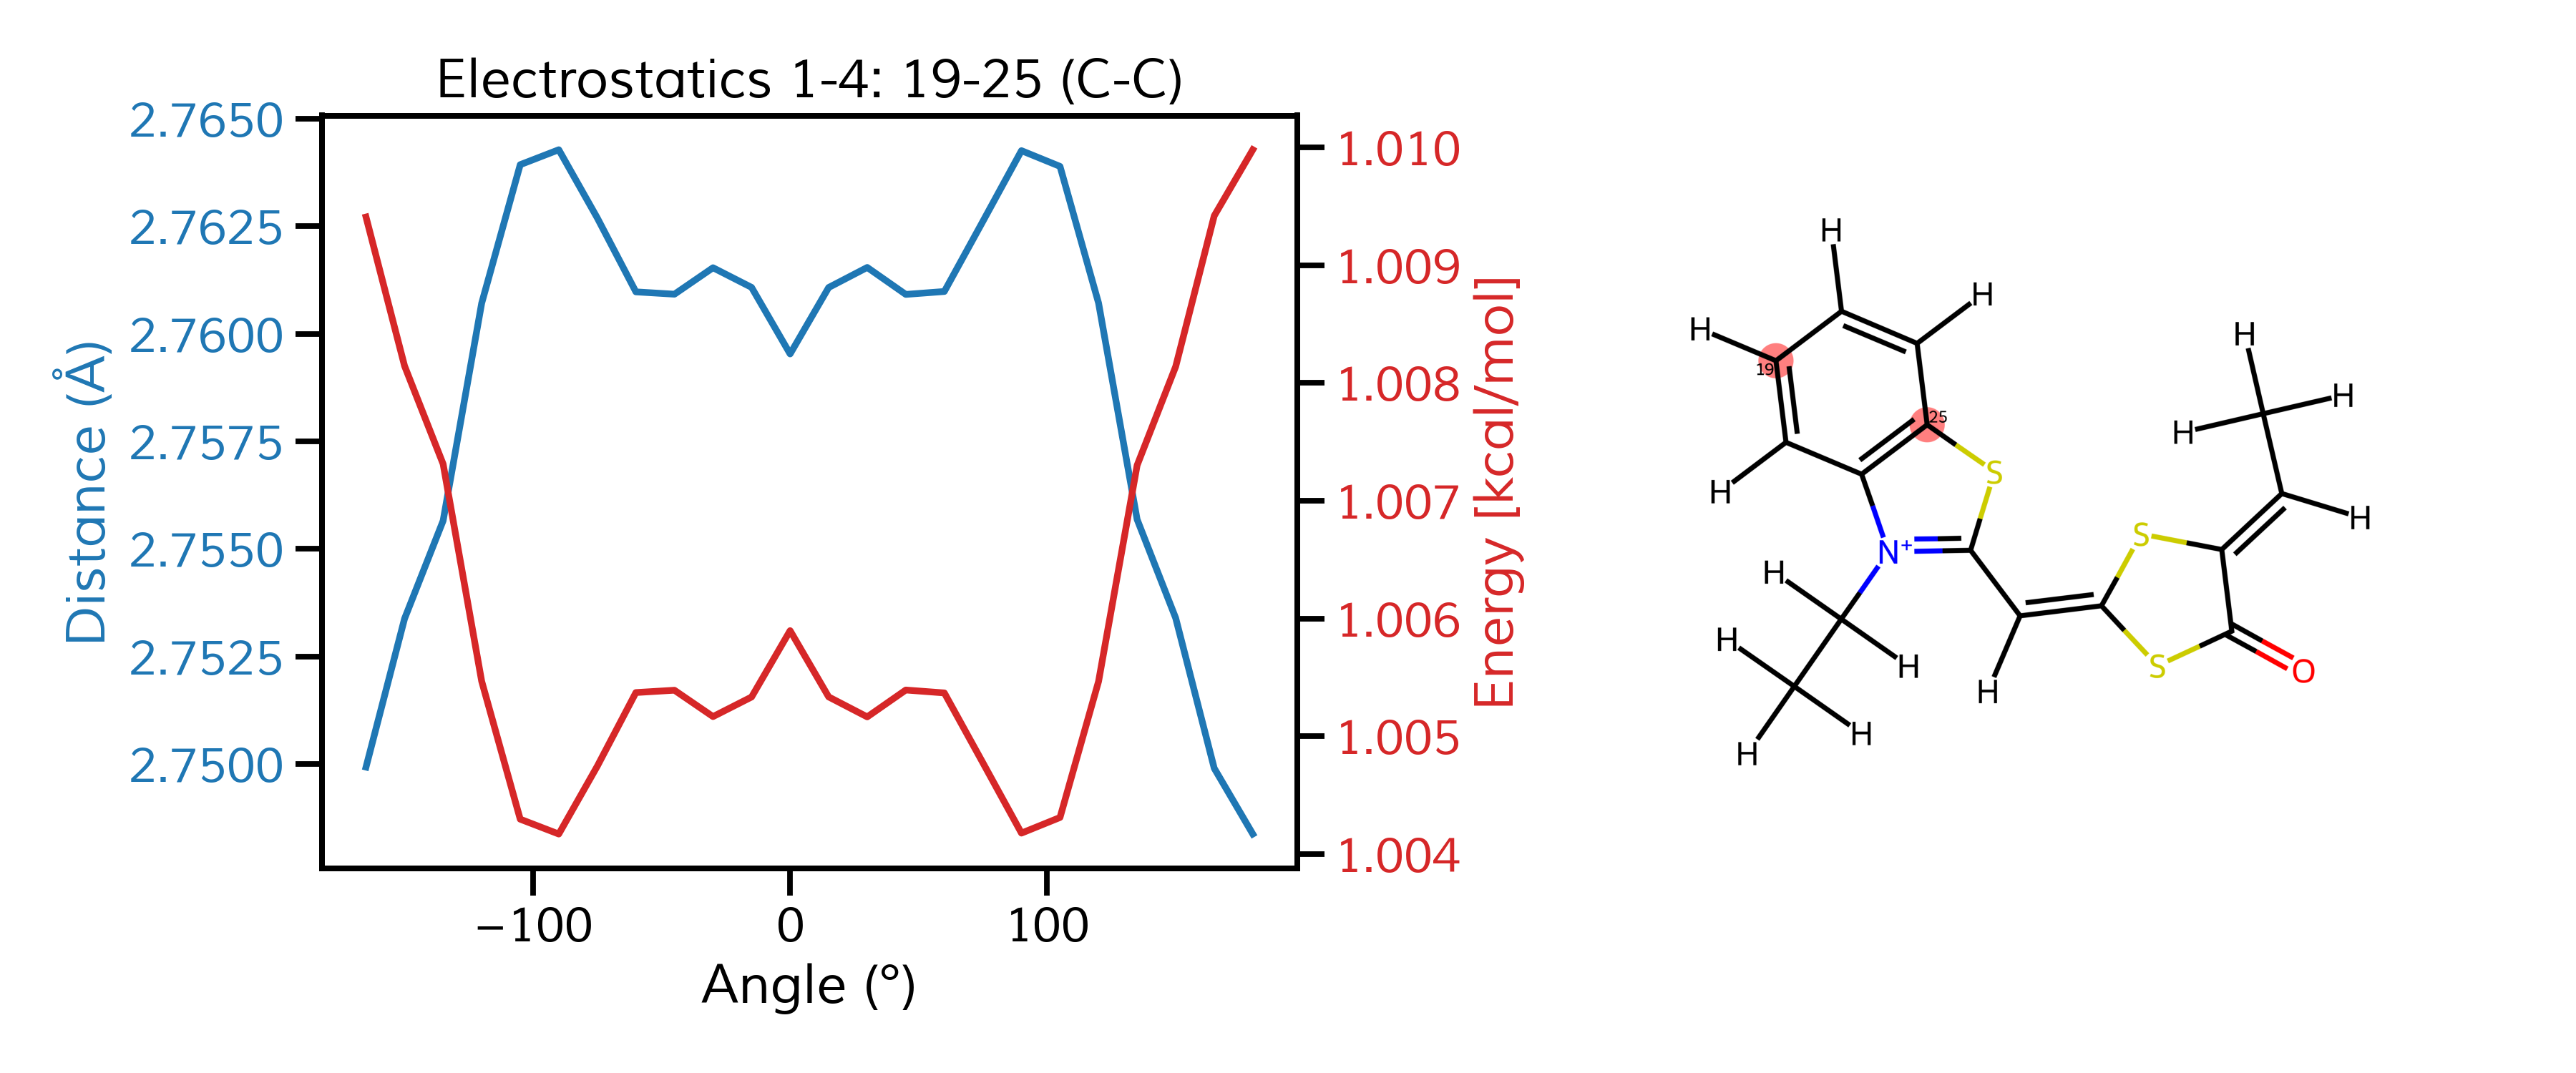 Electrostatics 1-4: 19-25 (C-C)
2.7650
2.7625
2.7600
2.7575
2.7550
2.7525
2.7500
Distance (Å)
1.010
1.009
1.008
1.007
1.006
1.005
1.004
Energy [kcal/mol]
−100 0 100
Angle (°)
H
H
H
19
25
H
H
H
H
H
S
S
N+
H
H
H
H
S
O
H
H